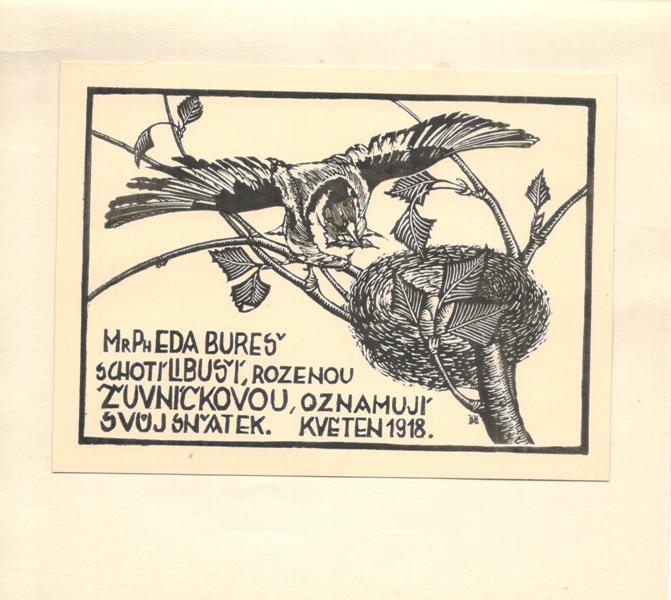 MRPH EDA BUREŠ
S CHOTÍ LIBUŠÍ, ROZENOU
ŽUVNÍČKOVOU, OZNAMUJÍ
SVŮJ SŇATEK. KVĚTEN 1918.